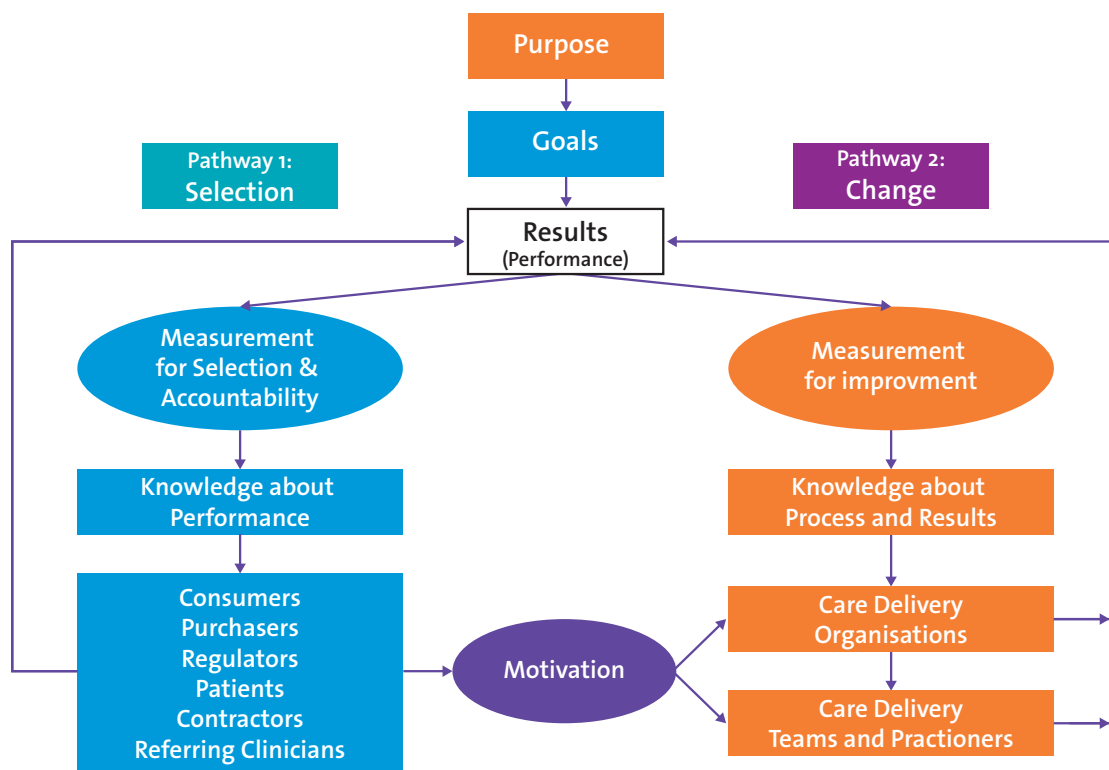 Purpose
Goals
Pathway 1:
Selection
Pathway 2:
Change
Results
(Performance)
Measurement
for Selection &
Accountability
Measurement
for improvment
Knowledge about
Performance
Knowledge about
Process and Results
Consumers
Purchasers
Regulators
Patients
Contractors
Referring Clinicians
Motivation
Care Delivery
Organisations
Care Delivery
Teams and Practioners